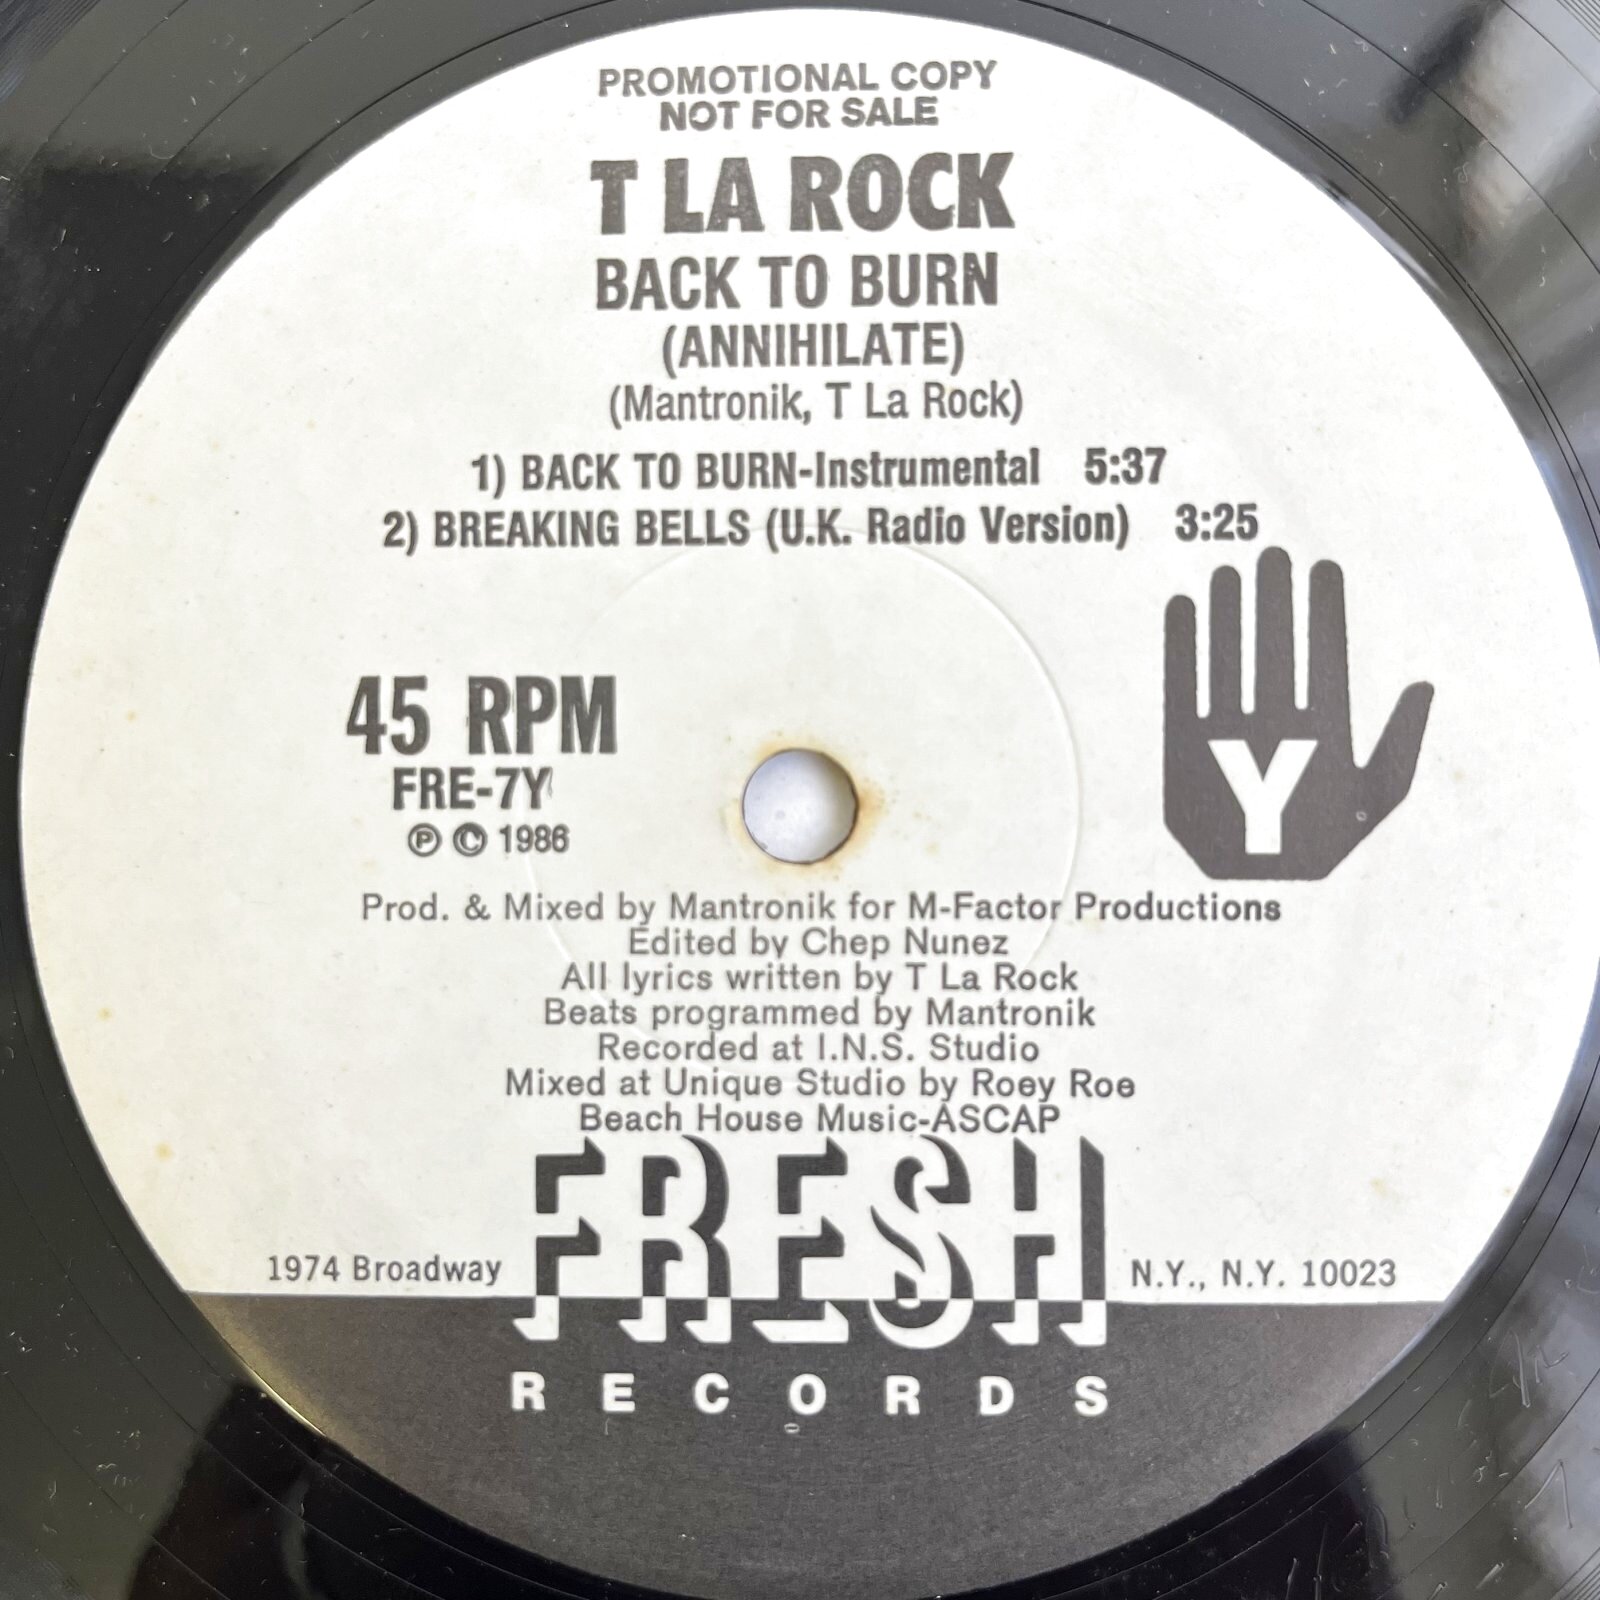 PROMOTIONAL COPY
NOT FOR SALE
T LA ROCK
BACK TO BURN
(ANNIHILATE)
(Mantronik, T La Rock)
1) BACK TO BURN-Instrumental 5:37
2) BREAKING BELLS (U.K. Radio Version) 3:25
45 RPM
FRE-7Y
Ⓟ © 1986
Y
Prod. & Mixed by Mantronik for M-Factor Productions
Edited by Chep Nunez
All lyrics written by T La Rock
Beats programmed by Mantronik
Recorded at I.N.S. Studio
Mixed at Unique Studio by Roey Roe
Beach House Music-ASCAP
1974 Broadway FRESH N.Y., N.Y. 10023
RECORDS